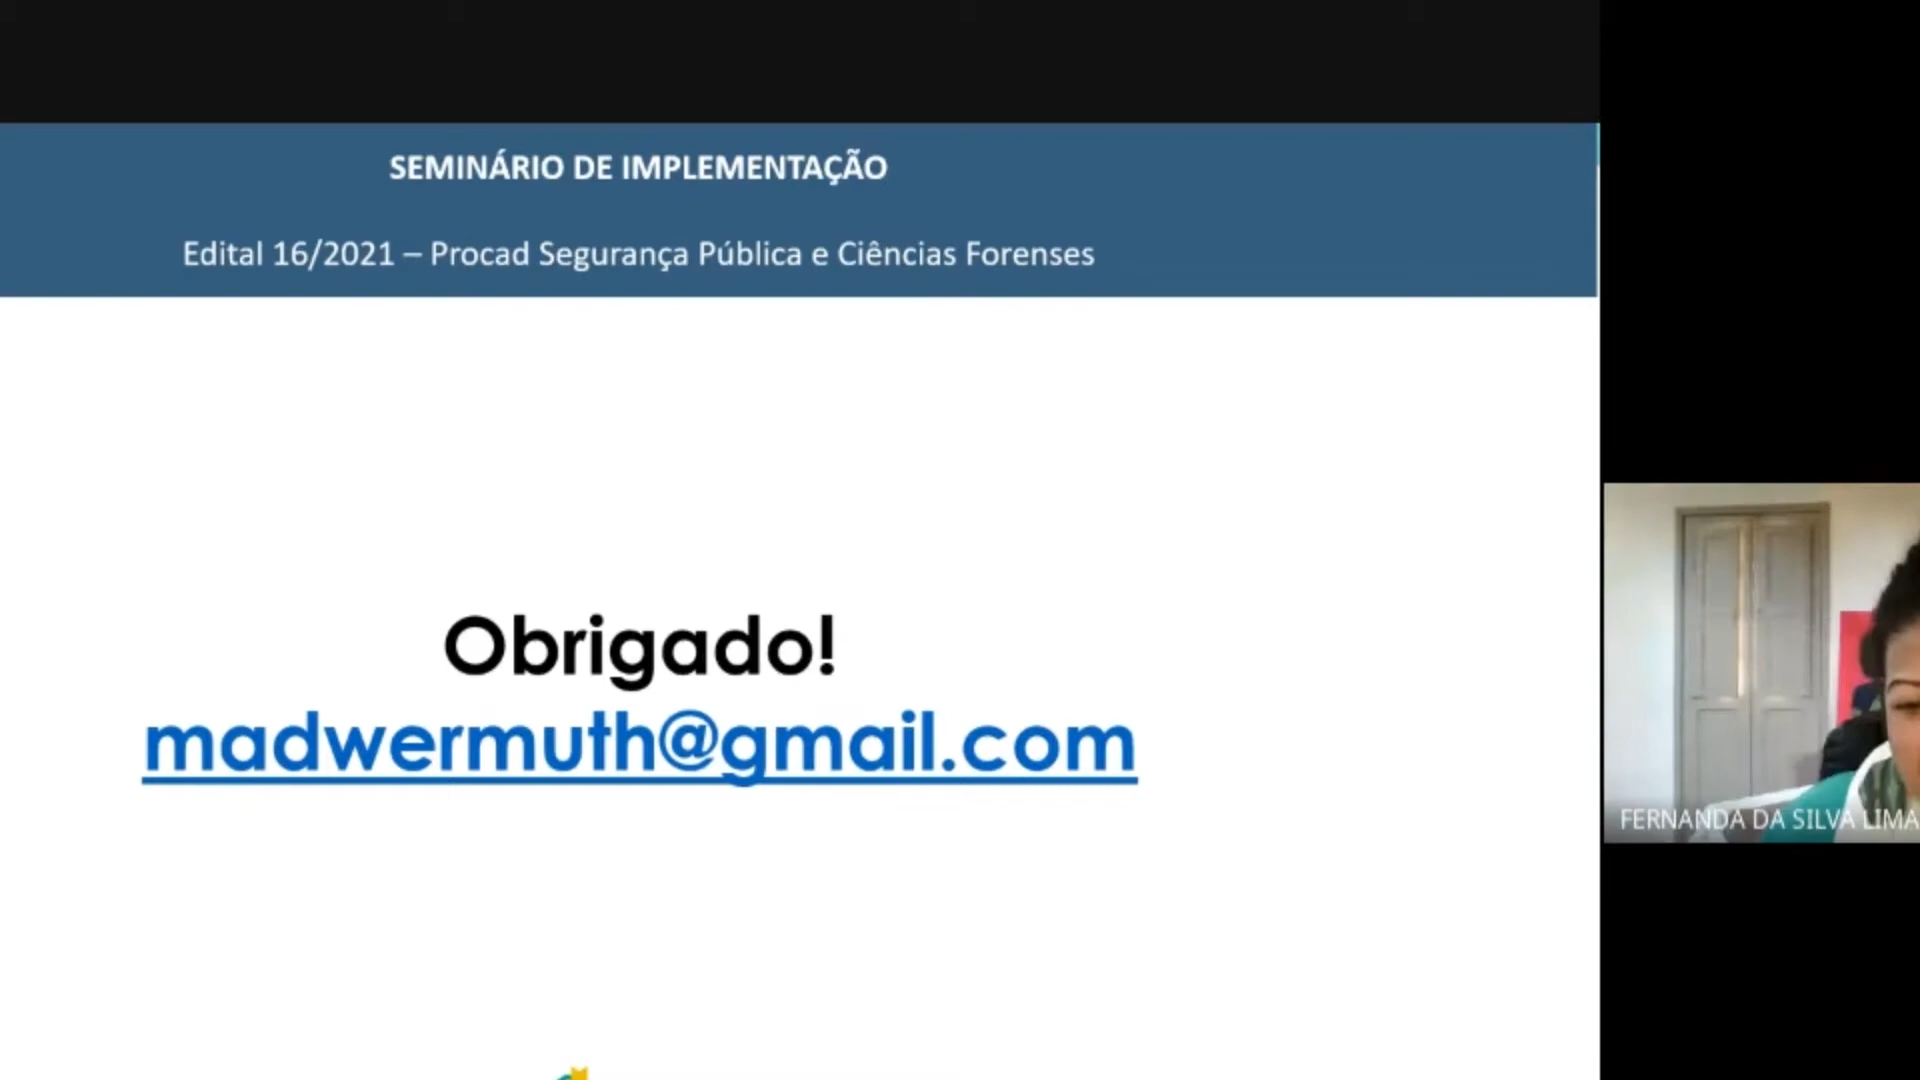 SEMINÁRIO DE IMPLEMENTAÇÃO
Edital 16/2021 – Procad Segurança Pública e Ciências Forenses
Obrigado!
madwermuth@gmail.com
FERNANDA DA SILVA LIMA